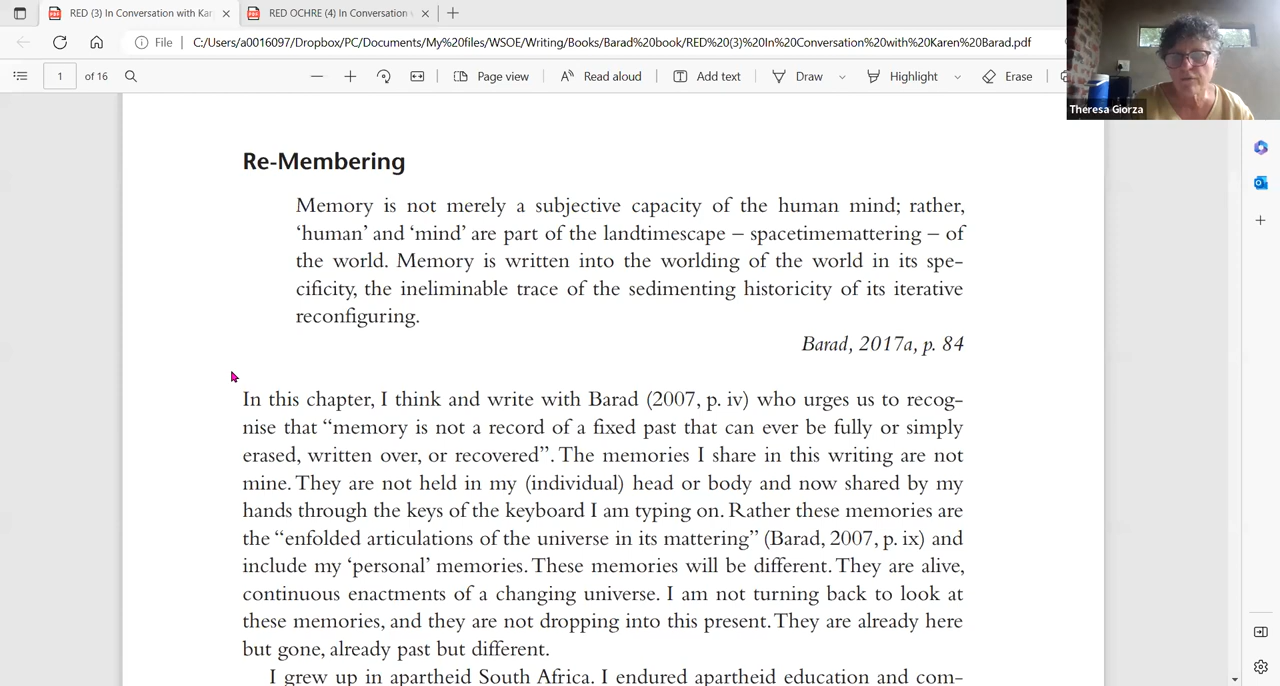 RED (3) In Conversation with Kar
RED OCHRE (4) In Conversation
File
C:/Users/a0016097/Dropbox/PC/Documents/My%20files/WSOE/Writing/Books/Barad%20book/RED%20(3)%20In%20Conversation%20with%20Karen%20Barad.pdf
1 of 16
Page view
Read aloud
Add text
Draw
Highlight
Erase
Theresa Giorza
Re-Membering
Memory is not merely a subjective capacity of the human mind; rather,
‘human’ and ‘mind’ are part of the landtimescape – spacetimemattering – of
the world. Memory is written into the worlding of the world in its spe-
cificity, the ineliminable trace of the sedimenting historicity of its iterative
reconfiguring.
Barad, 2017a, p. 84
In this chapter, I think and write with Barad (2007, p. iv) who urges us to recog-
nise that “memory is not a record of a fixed past that can ever be fully or simply
erased, written over, or recovered”. The memories I share in this writing are not
mine. They are not held in my (individual) head or body and now shared by my
hands through the keys of the keyboard I am typing on. Rather these memories are
the “enfolded articulations of the universe in its mattering” (Barad, 2007, p. ix) and
include my ‘personal’ memories. These memories will be different. They are alive,
continuous enactments of a changing universe. I am not turning back to look at
these memories, and they are not dropping into this present. They are already here
but gone, already past but different.
I grew up in apartheid South Africa. I endured apartheid education and com-